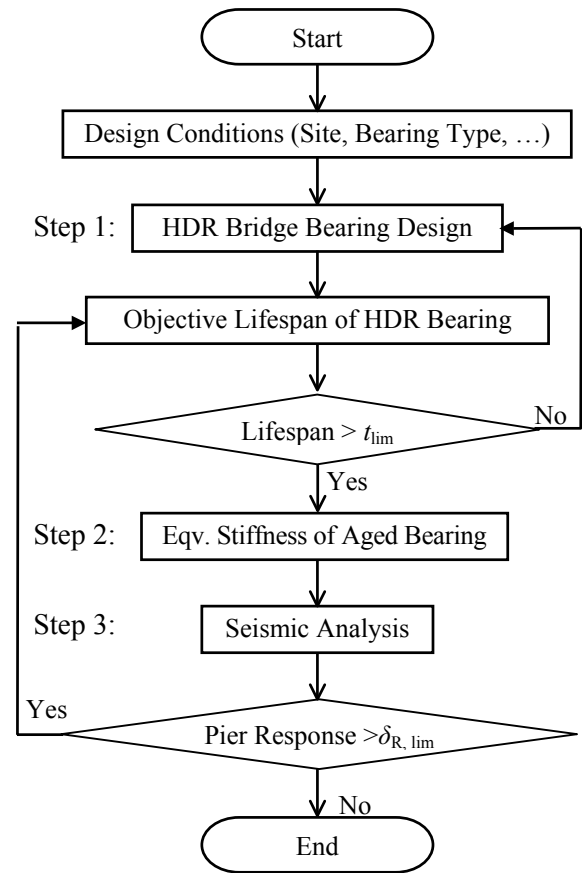 Start
Design Conditions (Site, Bearing Type, …)
Step 1:
HDR Bridge Bearing Design
Objective Lifespan of HDR Bearing
Lifespan > t_lim
No
Yes
Step 2:
Eqv. Stiffness of Aged Bearing
Step 3:
Seismic Analysis
Yes
Pier Response >δ_R, lim
No
End